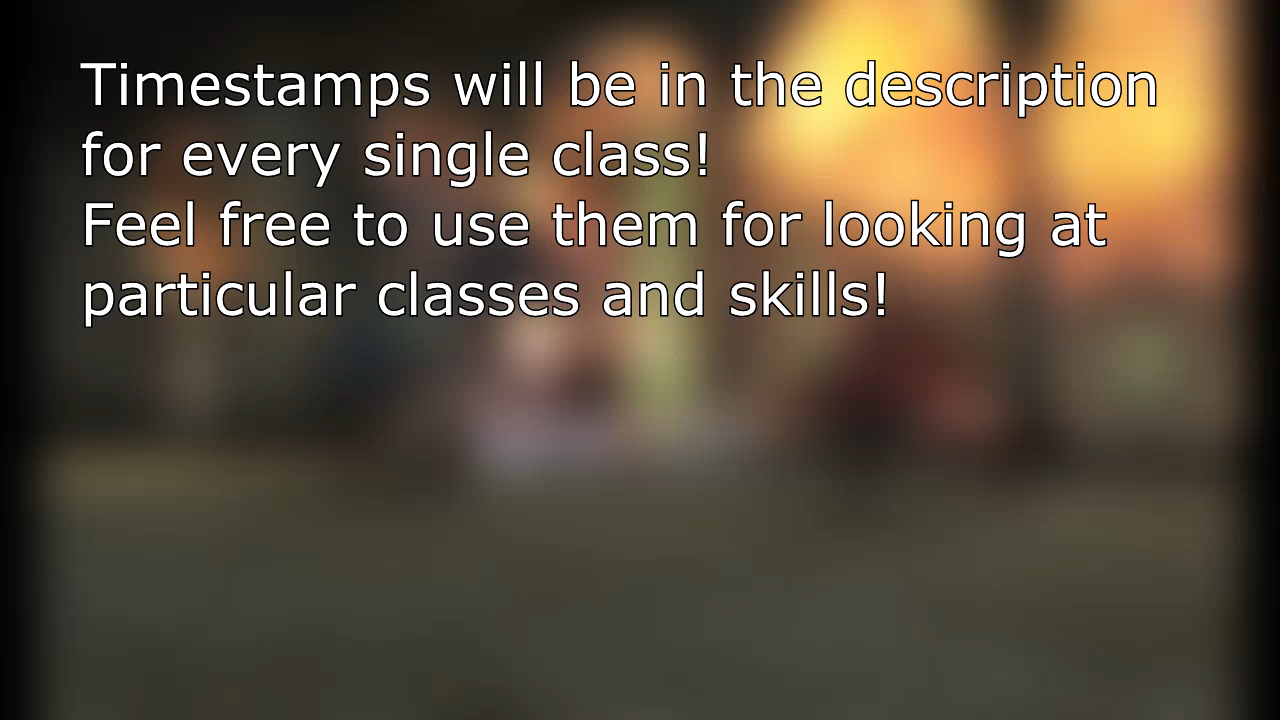 Timestamps will be in the description
for every single class!
Feel free to use them for looking at
particular classes and skills!